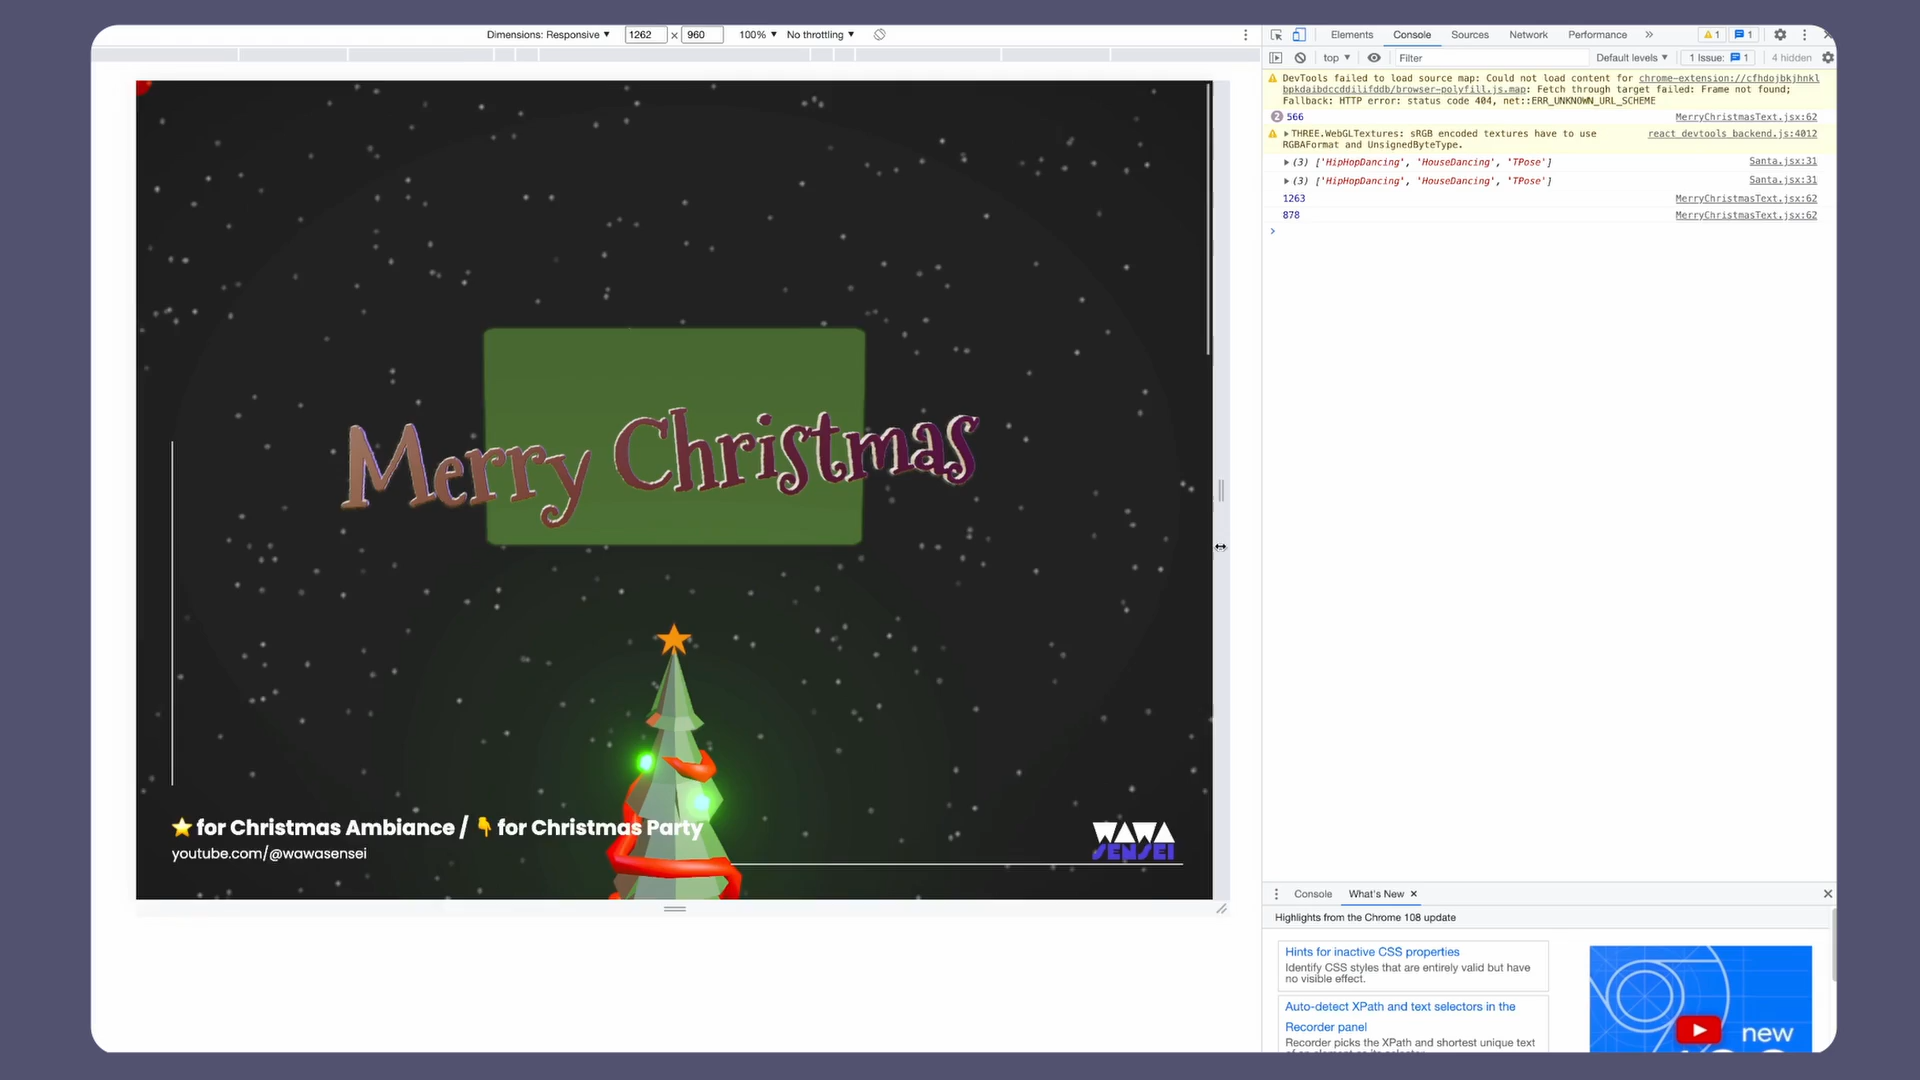 Dimensions: Responsive ▼ 1262 × 960 100% ▼ No throttling ▼
Elements Console Sources Network Performance » 1 1
top ▼ Filter Default levels ▼ 1 Issue: 1 4 hidden
DevTools failed to load source map: Could not load content for chrome-extension://cfhdojbkjhnkl
bpkdaibdccddilifddb/browser-polyfill.js.map: Fetch through target failed: Frame not found;
Fallback: HTTP error: status code 404, net::ERR_UNKNOWN_URL_SCHEME
2 566 MerryChristmasText.jsx:62
THREE.WebGLTextures: sRGB encoded textures have to use react_devtools_backend.js:4012
RGBAFormat and UnsignedByteType.
(3) ['HipHopDancing', 'HouseDancing', 'TPose'] Santa.jsx:31
(3) ['HipHopDancing', 'HouseDancing', 'TPose'] Santa.jsx:31
1263 MerryChristmasText.jsx:62
878 MerryChristmasText.jsx:62
Merry Christmas
⭐ for Christmas Ambiance / 👇 for Christmas Party
youtube.com/@wawasensei
WAWA
SENSEI
Console What's New ×
Highlights from the Chrome 108 update
Hints for inactive CSS properties
Identify CSS styles that are entirely valid but have
no visible effect.
Auto-detect XPath and text selectors in the
Recorder panel
Recorder picks the XPath and shortest unique text
new